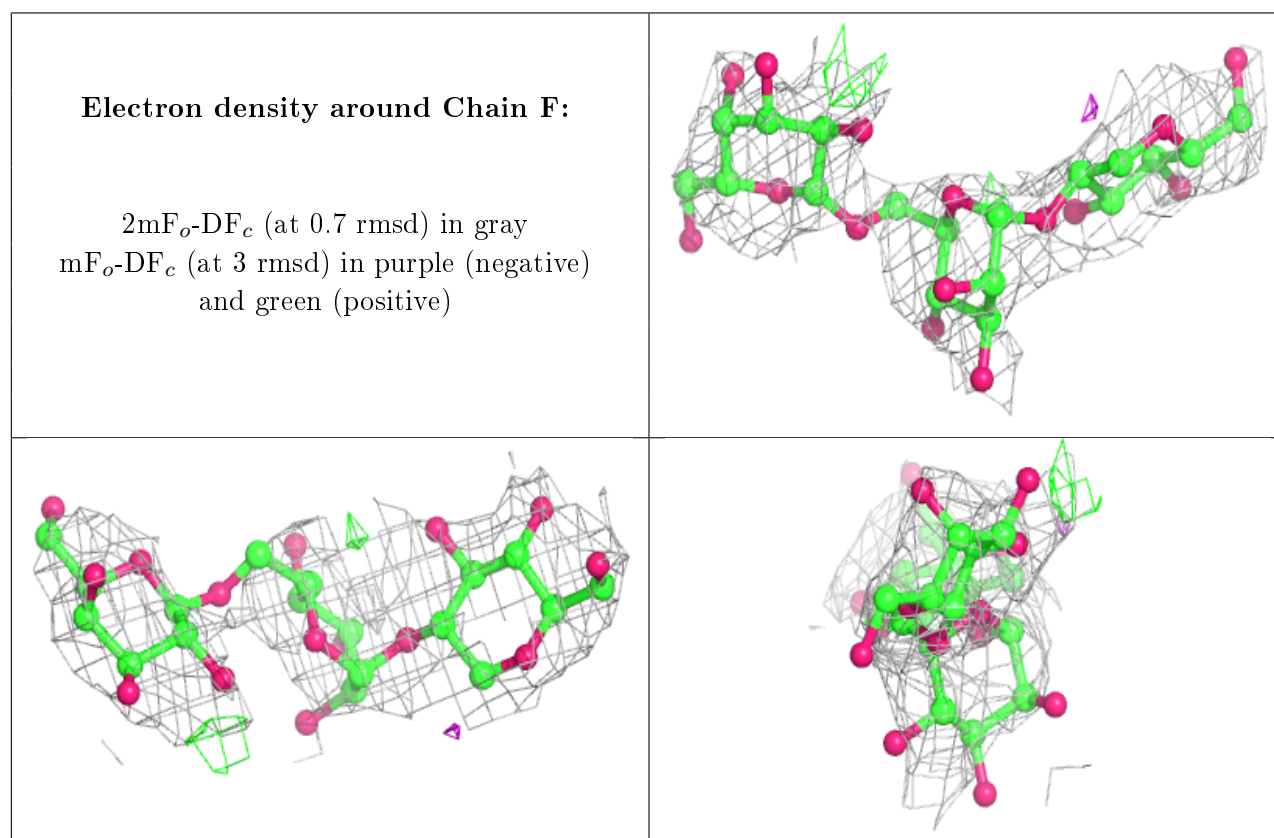 Electron density around Chain F:
2mFo-DFc (at 0.7 rmsd) in gray
mFo-DFc (at 3 rmsd) in purple (negative)
and green (positive)